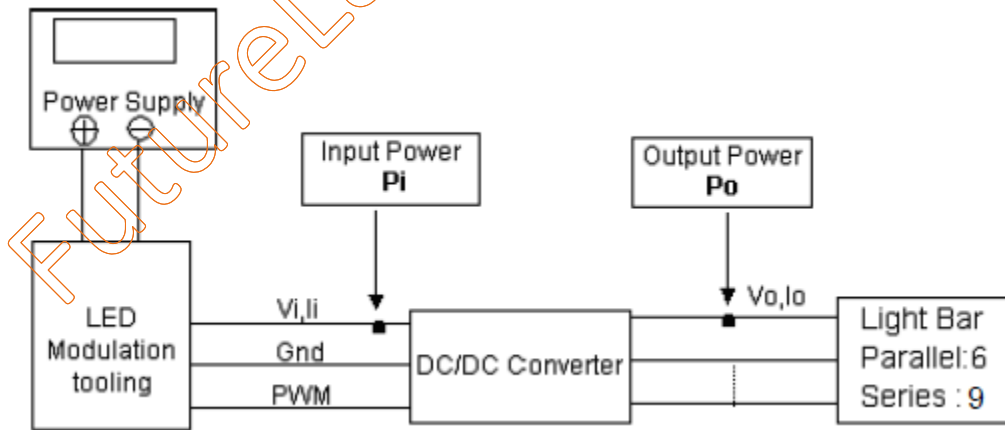 Power Supply
+ -
Input Power
Pi
Output Power
Po
LED
Modulation
tooling
Vi,Ii
Gnd
PWM
DC/DC Converter
Vo,Io
Light Bar
Parallel:6
Series : 9